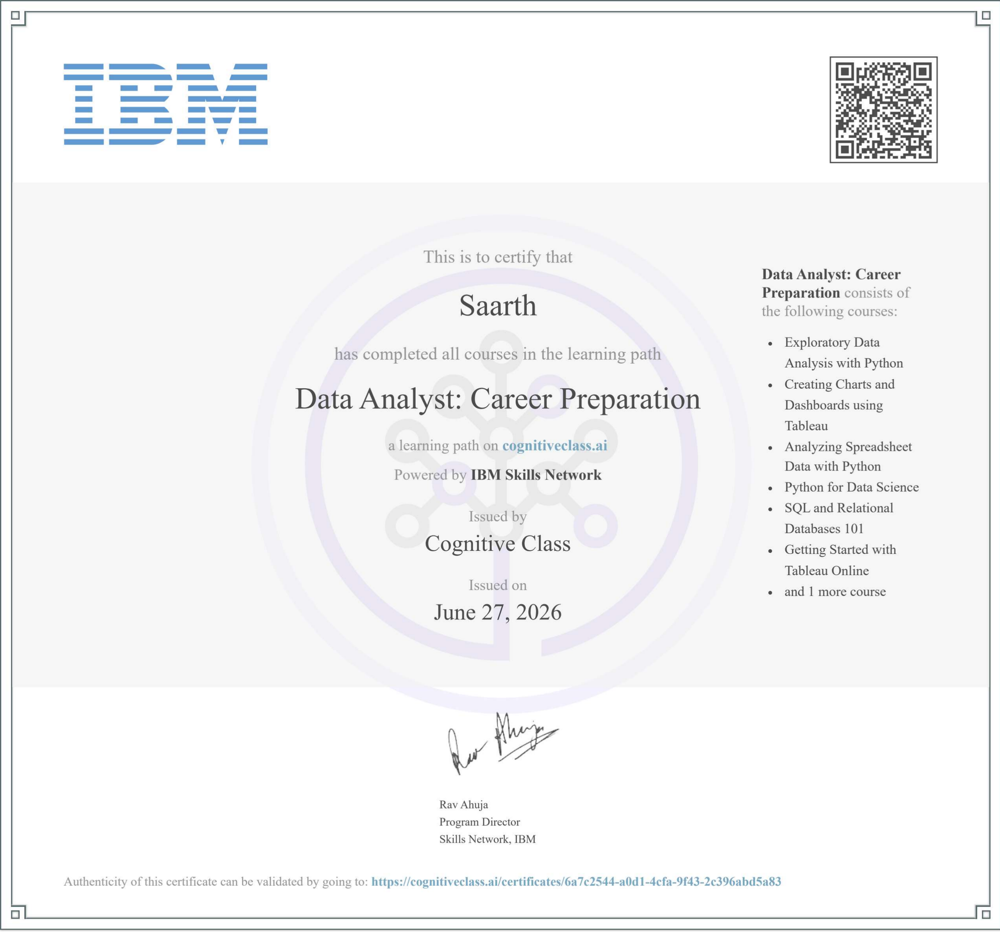 IBM
This is to certify that
Saarth
has completed all courses in the learning path
Data Analyst: Career Preparation
a learning path on cognitiveclass.ai
Powered by IBM Skills Network
Issued by
Cognitive Class
Issued on
June 27, 2026
Data Analyst: Career
Preparation consists of
the following courses:
• Exploratory Data
Analysis with Python
• Creating Charts and
Dashboards using
Tableau
• Analyzing Spreadsheet
Data with Python
• Python for Data Science
• SQL and Relational
Databases 101
• Getting Started with
Tableau Online
• and 1 more course
Rav Ahuja
Rav Ahuja
Program Director
Skills Network, IBM
Authenticity of this certificate can be validated by going to: https://cognitiveclass.ai/certificates/6a7c2544-a0d1-4cfa-9f43-2c396abd5a83